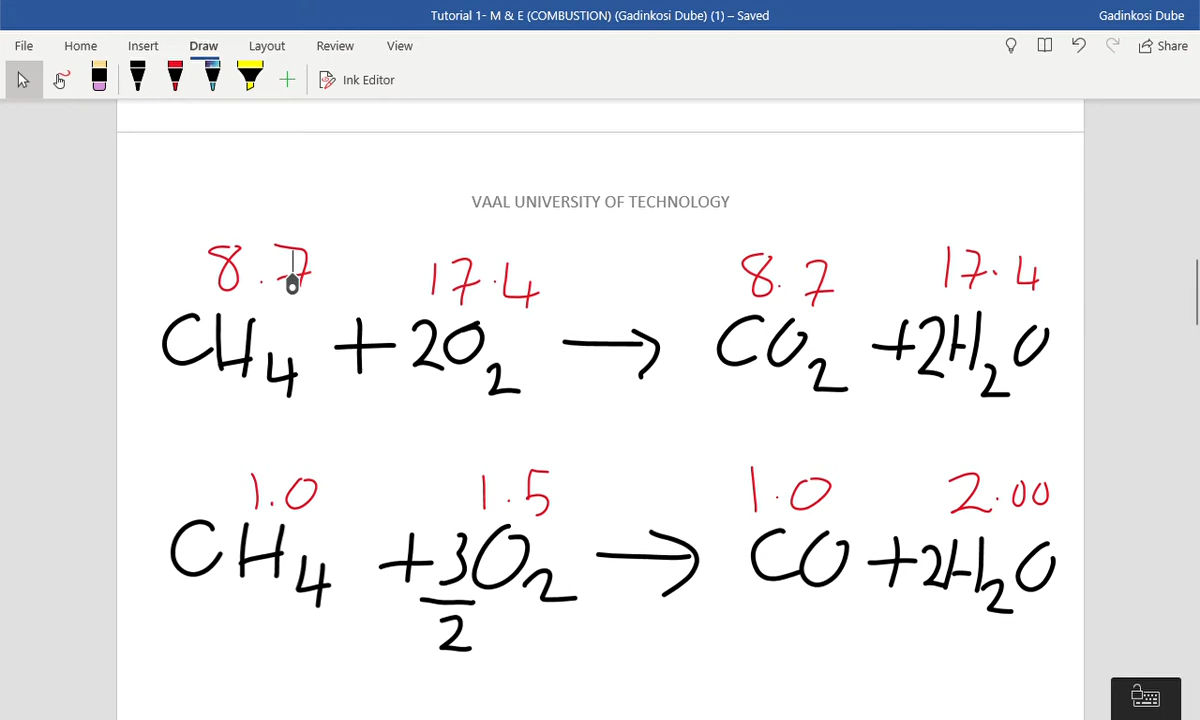 Tutorial 1- M & E (COMBUSTION) (Gadinkosi Dube) (1) – Saved
Gadinkosi Dube
File Home Insert Draw Layout Review View
Share
Ink Editor
VAAL UNIVERSITY OF TECHNOLOGY
8.7 17.4 8.7 17.4
CH₄ + 2O₂ → CO₂ + 2H₂O
1.0 1.5 1.0 2.00
CH₄ + 3/2 O₂ → CO + 2H₂O